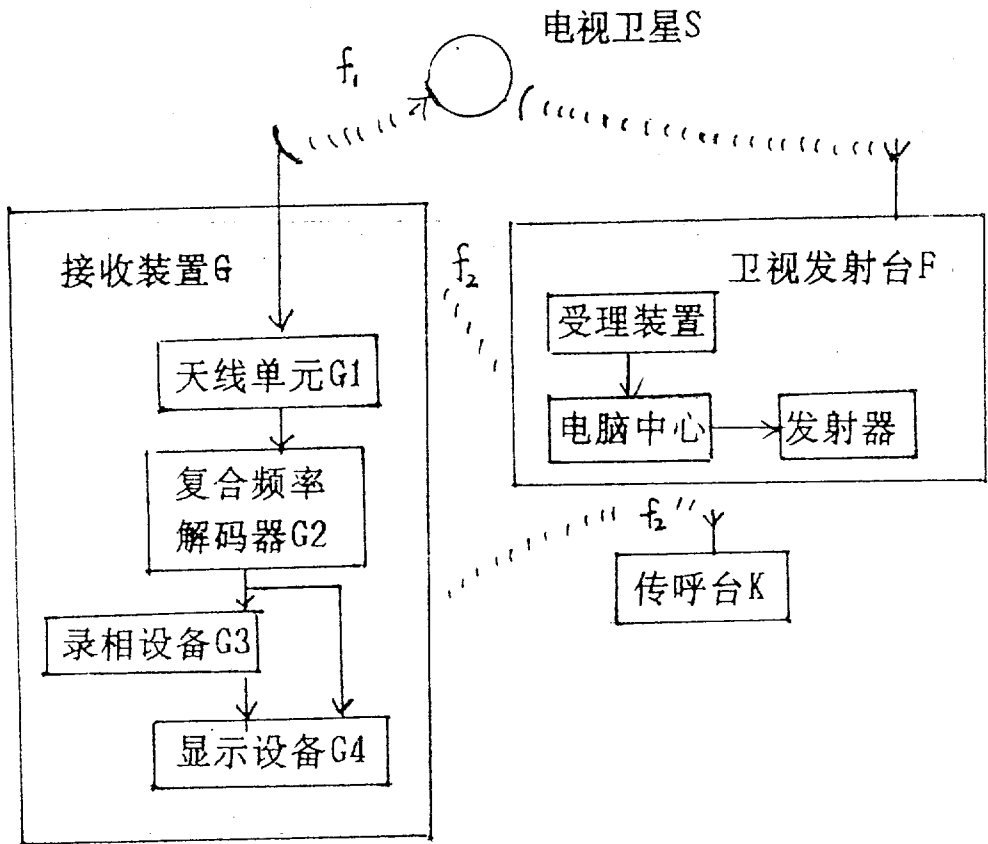 电视卫星S
f₁
接收装置G
f₂
卫视发射台F
受理装置
天线单元G1
电脑中心
发射器
复合频率
解码器G2
f₂''
传呼台K
录相设备G3
显示设备G4